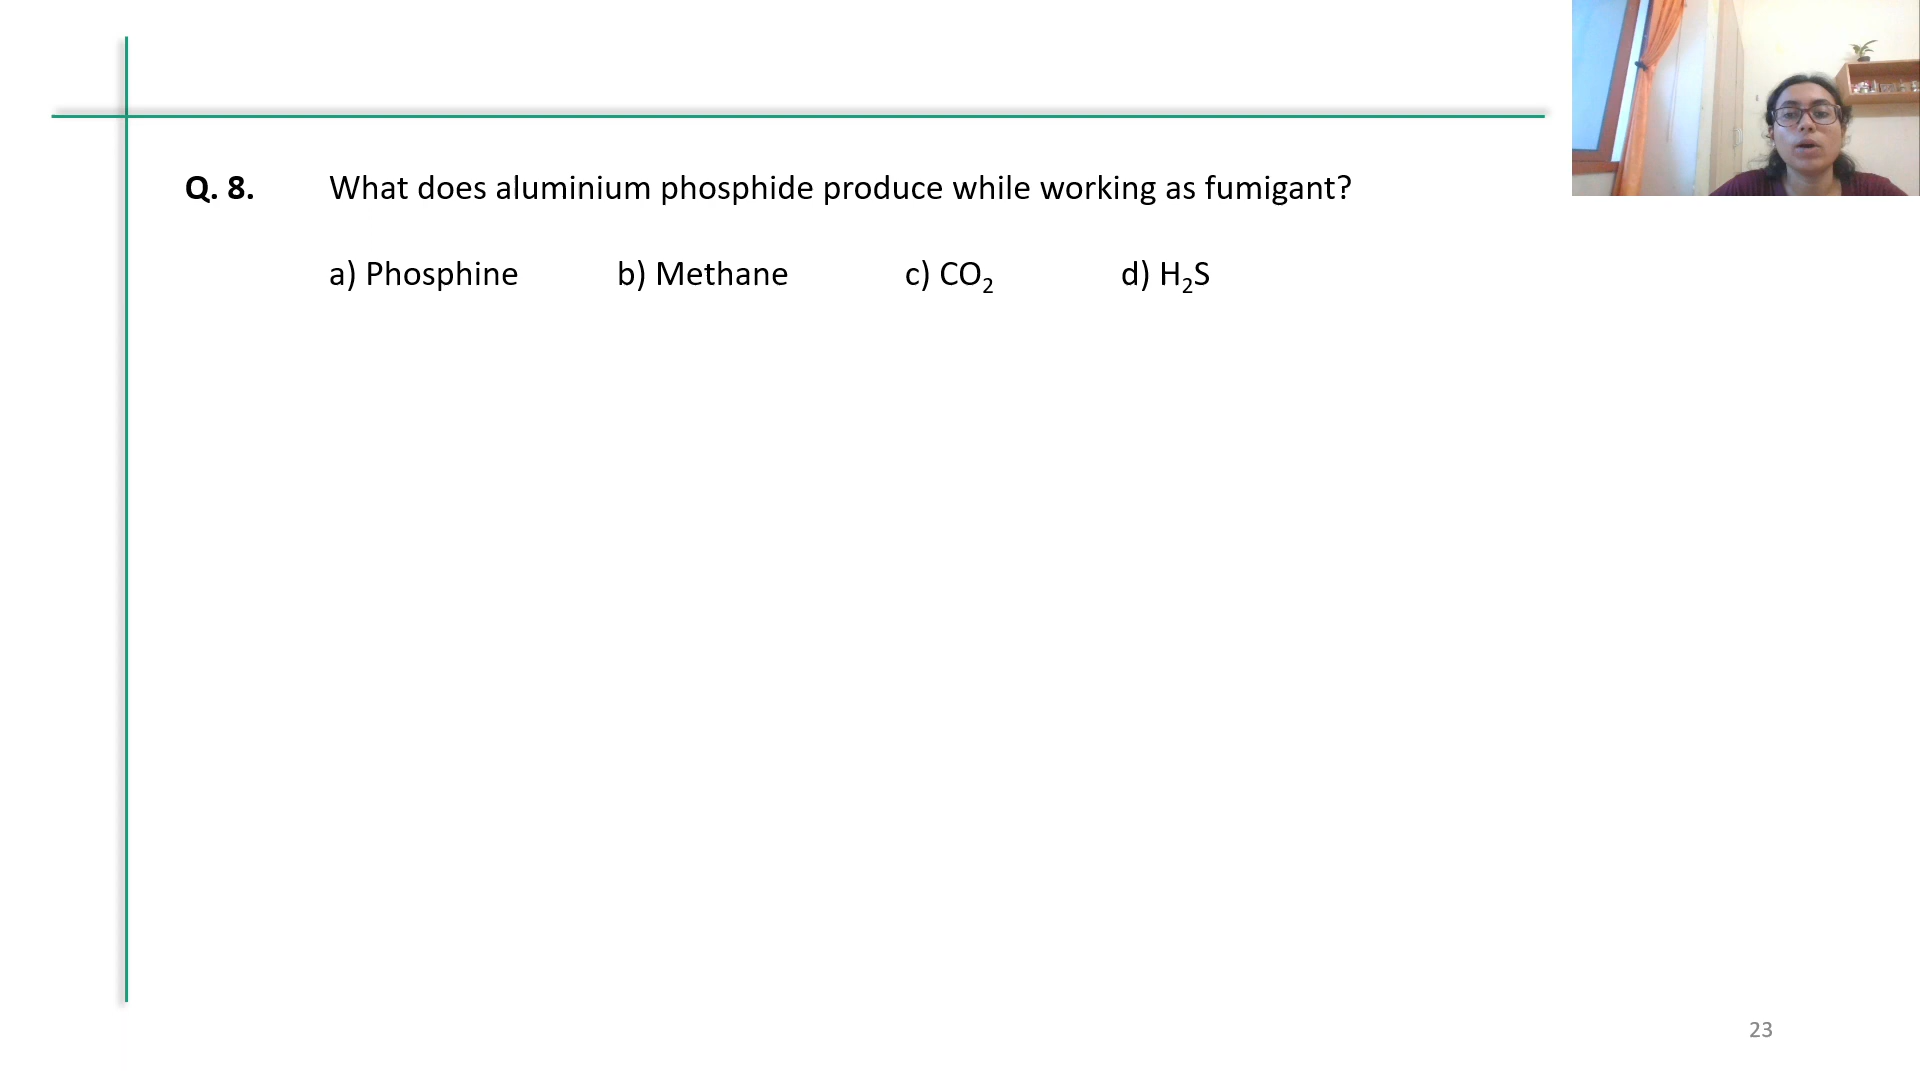 Q. 8. What does aluminium phosphide produce while working as fumigant?
a) Phosphine b) Methane c) CO₂ d) H₂S
23